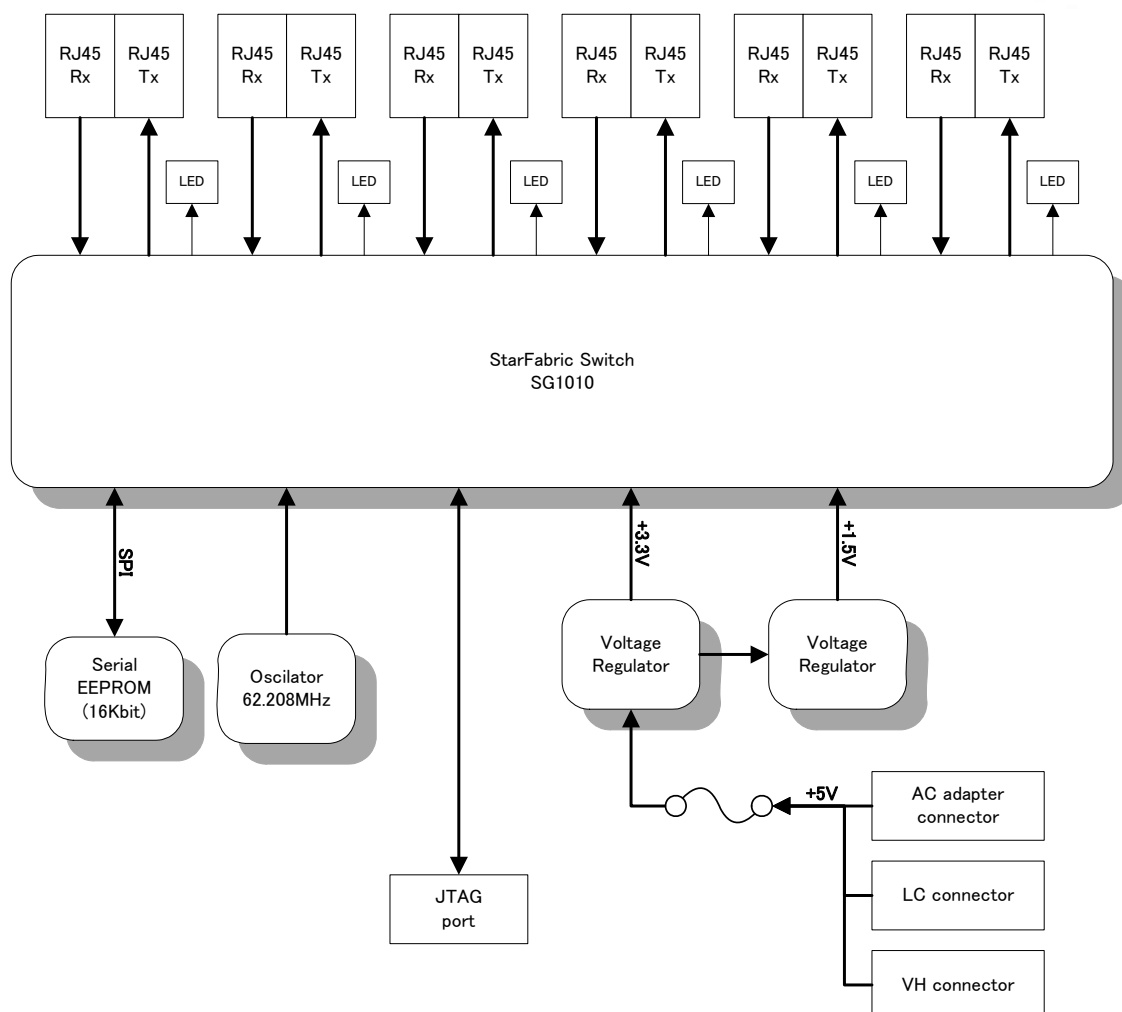 RJ45
Rx
RJ45
Tx
RJ45
Rx
RJ45
Tx
RJ45
Rx
RJ45
Tx
RJ45
Rx
RJ45
Tx
RJ45
Rx
RJ45
Tx
RJ45
Rx
RJ45
Tx
LED
LED
LED
LED
LED
LED
StarFabric Switch
SG1010
SPI
+3.3V
+1.5V
Serial
EEPROM
(16Kbit)
Oscilator
62.208MHz
Voltage
Regulator
Voltage
Regulator
+5V
AC adapter
connector
JTAG
port
LC connector
VH connector